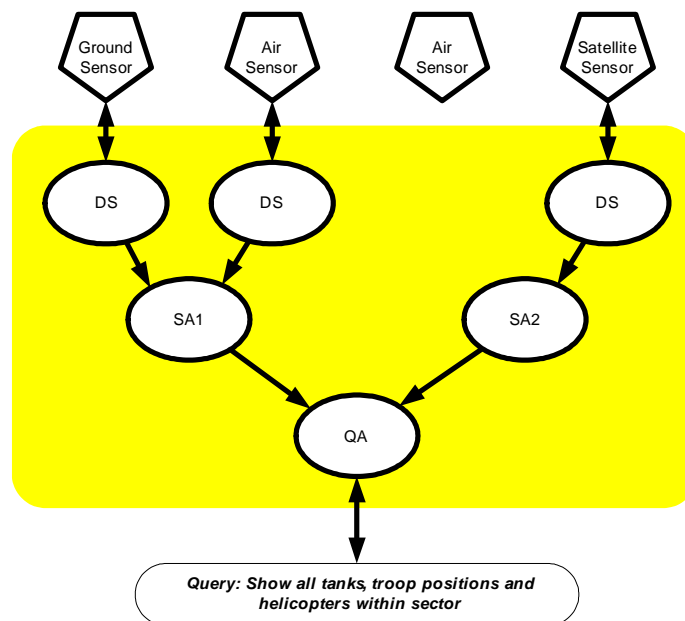 Ground
Sensor
Air
Sensor
Air
Sensor
Satellite
Sensor
DS
DS
DS
SA1
SA2
QA
Query: Show all tanks, troop positions and
helicopters within sector